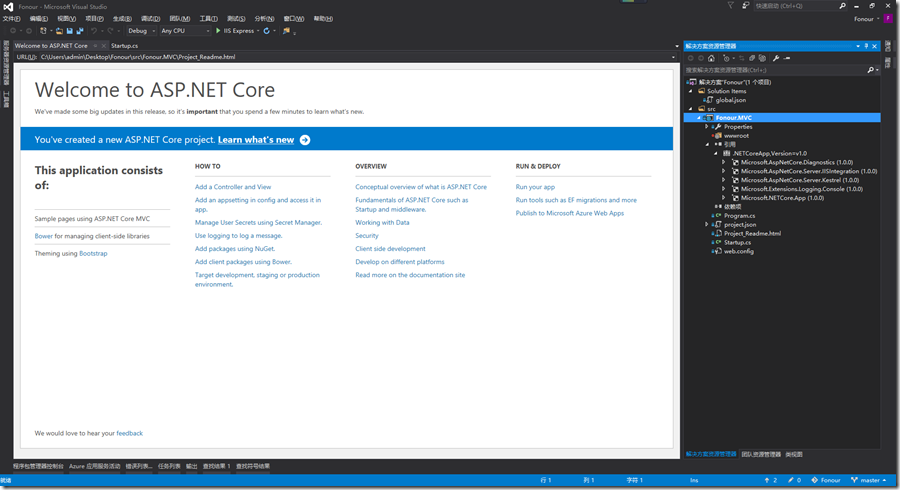 Fonour - Microsoft Visual Studio
快速启动 (Ctrl+Q)
文件(F) 编辑(E) 视图(V) 项目(P) 生成(B) 调试(D) 团队(M) 工具(T) 测试(S) 分析(N) 窗口(W) 帮助(H)
Fonour F
Debug Any CPU IIS Express
Welcome to ASP.NET Core Startup.cs
URL(U): C:\Users\admin\Desktop\Fonour\src\Fonour.MVC\Project_Readme.html
Welcome to ASP.NET Core
We've made some big updates in this release, so it's important that you spend a few minutes to learn what's new.
You've created a new ASP.NET Core project. Learn what's new
This application consists
of:
Sample pages using ASP.NET Core MVC
Bower for managing client-side libraries
Theming using Bootstrap
HOW TO
Add a Controller and View
Add an appsetting in config and access it in
app.
Manage User Secrets using Secret Manager.
Use logging to log a message.
Add packages using NuGet.
Add client packages using Bower.
Target development, staging or production
environment.
OVERVIEW
Conceptual overview of what is ASP.NET Core
Fundamentals of ASP.NET Core such as
Startup and middleware.
Working with Data
Security
Client side development
Develop on different platforms
Read more on the documentation site
RUN & DEPLOY
Run your app
Run tools such as EF migrations and more
Publish to Microsoft Azure Web Apps
We would love to hear your feedback
解决方案资源管理器
搜索解决方案资源管理器(Ctrl+;)
解决方案"Fonour"(1 个项目)
Solution Items
global.json
src
Fonour.MVC
Properties
wwwroot
引用
.NETCoreApp,Version=v1.0
Microsoft.AspNetCore.Diagnostics (1.0.0)
Microsoft.AspNetCore.Server.IISIntegration (1.0.0)
Microsoft.AspNetCore.Server.Kestrel (1.0.0)
Microsoft.Extensions.Logging.Console (1.0.0)
Microsoft.NETCore.App (1.0.0)
依赖项
Program.cs
project.json
Project_Readme.html
Startup.cs
web.config
解决方案资源管理器 团队资源管理器 类视图
程序包管理器控制台 Azure 应用服务活动 错误列表... 任务列表 输出 查找结果 1 查找符号结果
就绪 行 1 列 1 字符 1 Ins 2 0 Fonour master